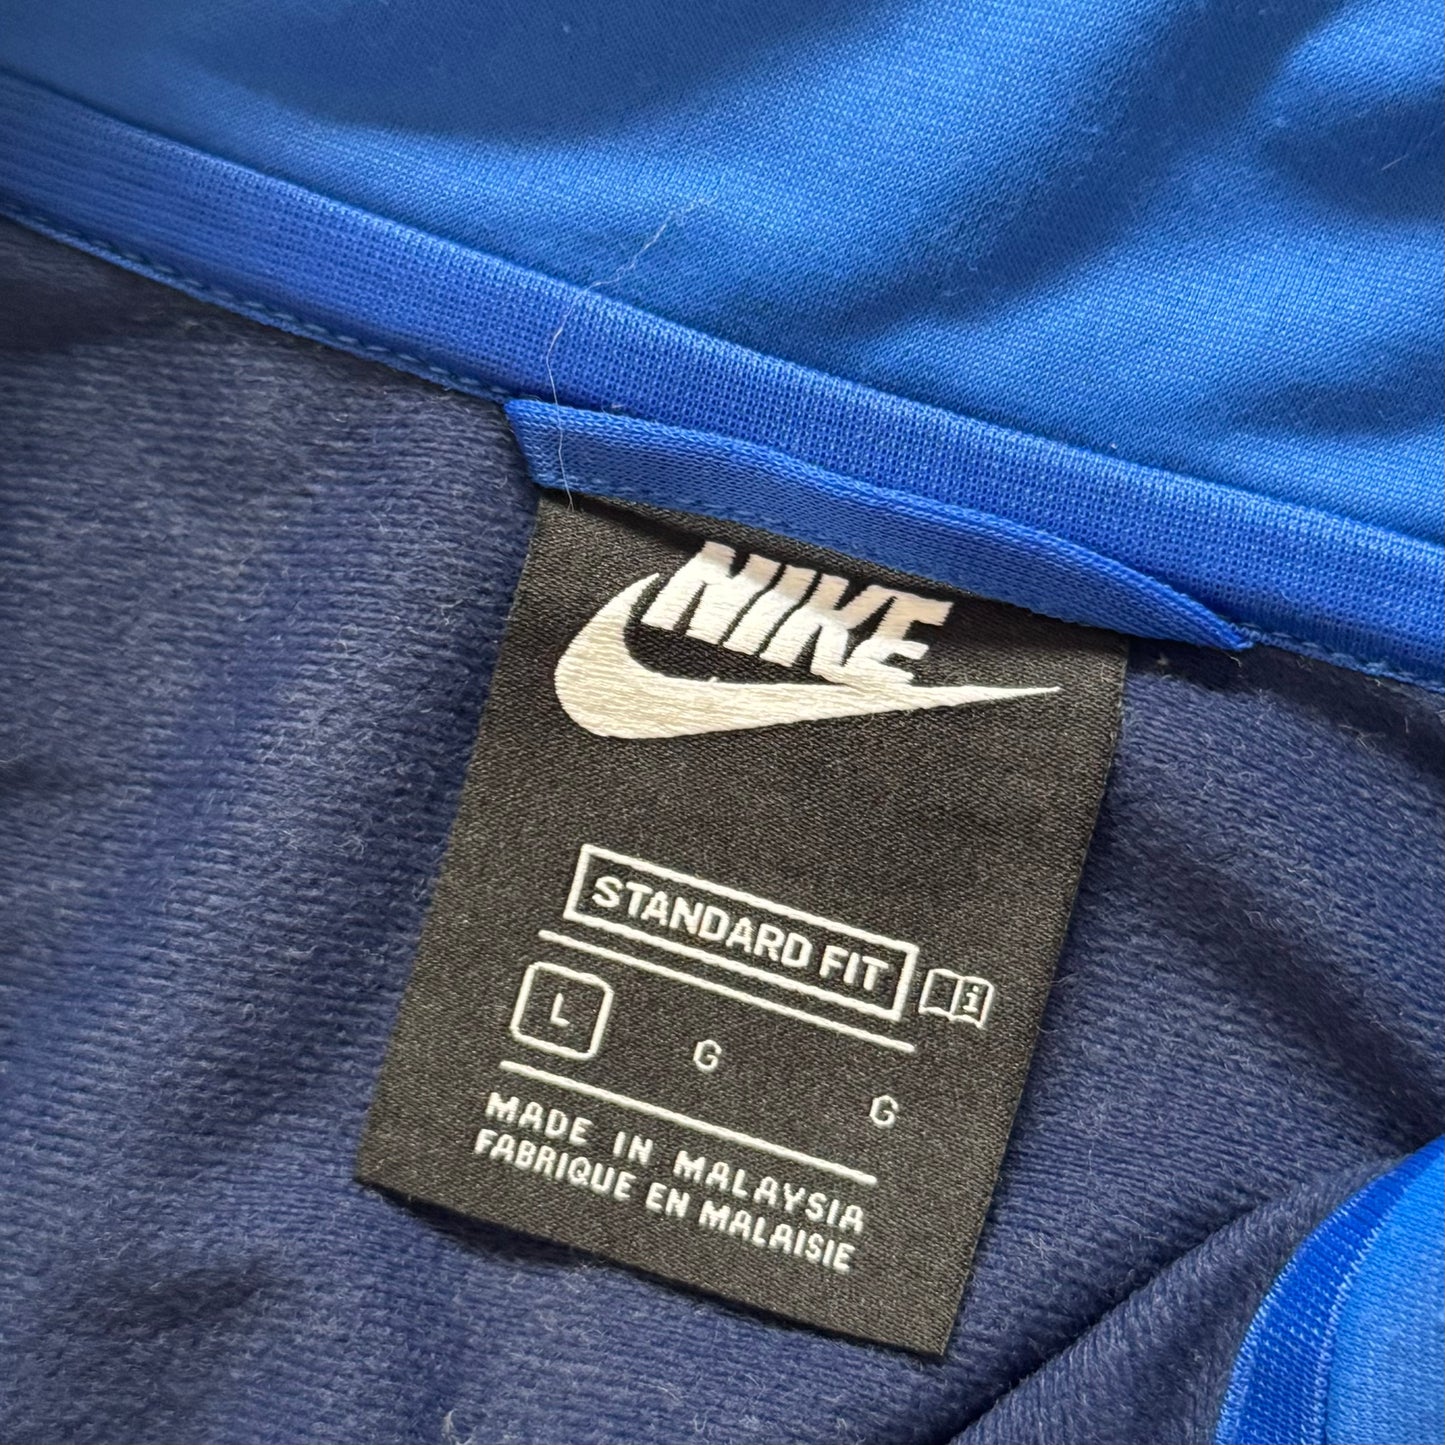 NIKE
STANDARD FIT
L G G
MADE IN MALAYSIA
FABRIQUE EN MALAISIE